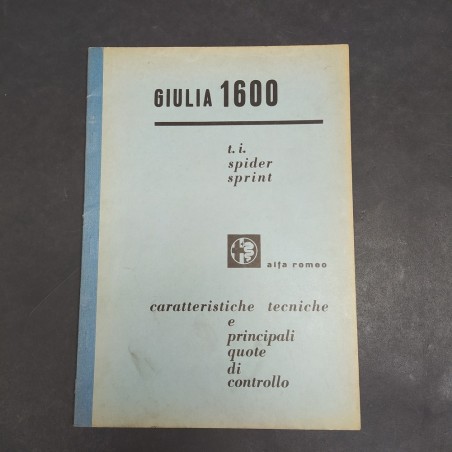 GIULIA 1600
t.i.
spider
sprint
alfa romeo
caratteristiche tecniche
e
principali
quote
di
controllo